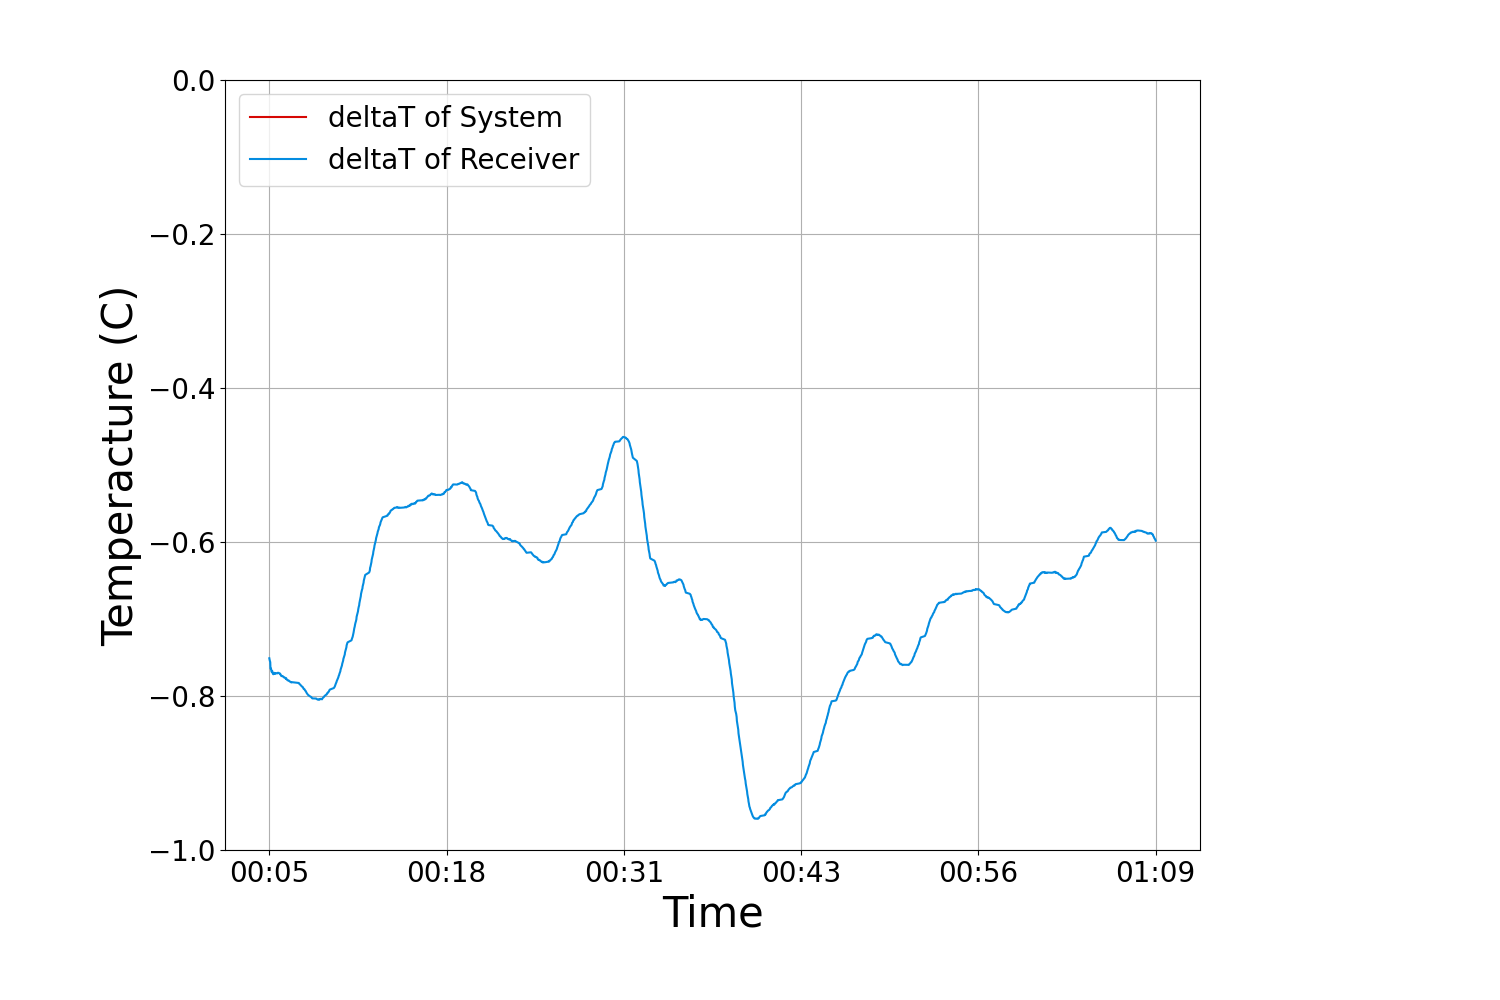 0.0
deltaT of System
deltaT of Receiver
−0.2
−0.4
−0.6
−0.8
−1.0
Temperacture (C)
00:05 00:18 00:31 00:43 00:56 01:09
Time